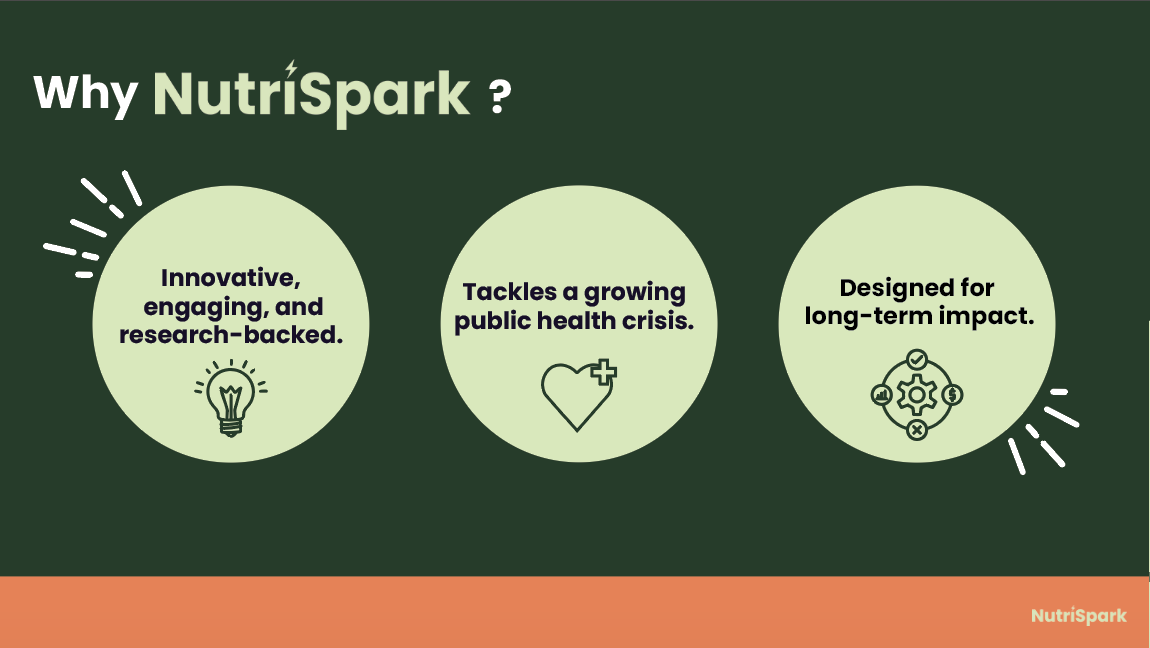 Why NutriSpark ?
Innovative,
engaging, and
research-backed.
Tackles a growing
public health crisis.
Designed for
long-term impact.
$
NutriSpark